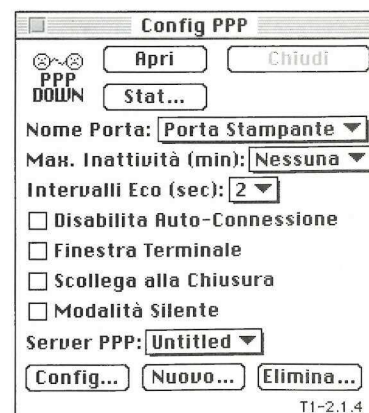 Config PPP
Apri Chiudi
PPP
DOWN
Stat...
Nome Porta: Porta Stampante
Max. Inattività (min): Nessuna
Intervalli Eco (sec): 2
Disabilita Auto-Connessione
Finestra Terminale
Scollega alla Chiusura
Modalità Silente
Server PPP: Untitled
Config... Nuovo... Elimina...
T1-2.1.4